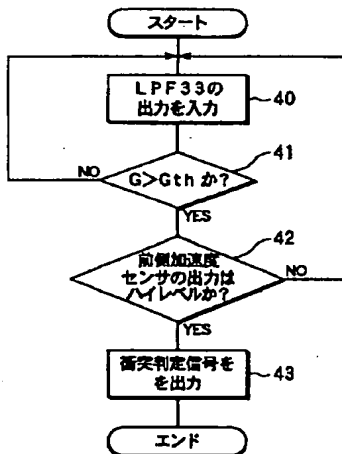 スタート
LPF33の
出力を入力
40
41
G>Gthか?
NO
YES
42
前側加速度
センサの出力は
ハイレベルか?
NO
YES
衝突判定信号を
を出力
43
エンド